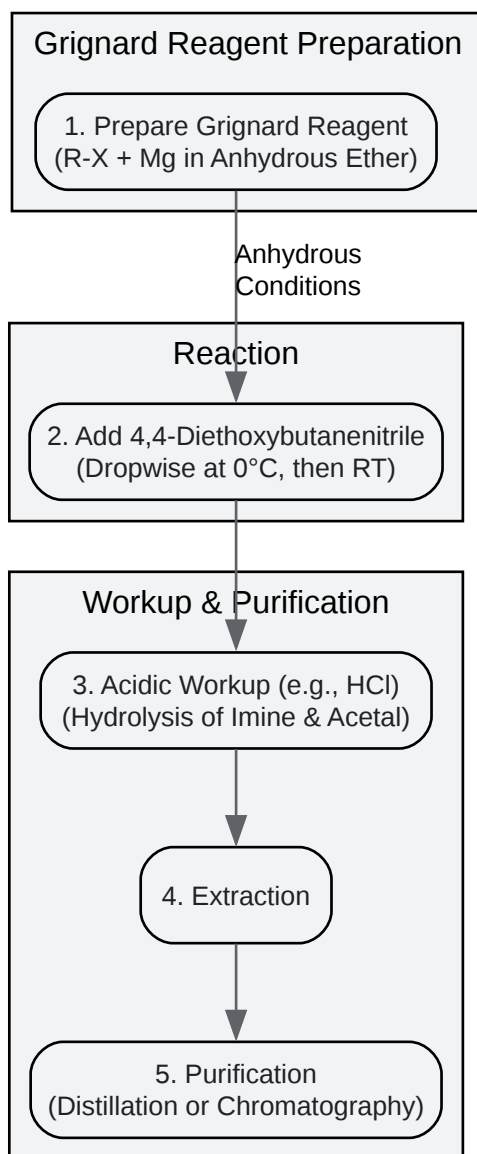 Grignard Reagent Preparation
1. Prepare Grignard Reagent
(R-X + Mg in Anhydrous Ether)
Anhydrous
Conditions
Reaction
2. Add 4,4-Diethoxybutanenitrile
(Dropwise at 0°C, then RT)
Workup & Purification
3. Acidic Workup (e.g., HCl)
(Hydrolysis of Imine & Acetal)
4. Extraction
5. Purification
(Distillation or Chromatography)